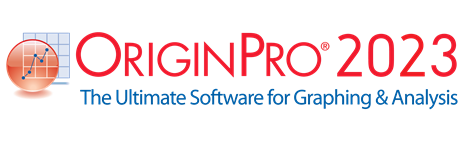 ORIGINPRO® 2023
The Ultimate Software for Graphing & Analysis